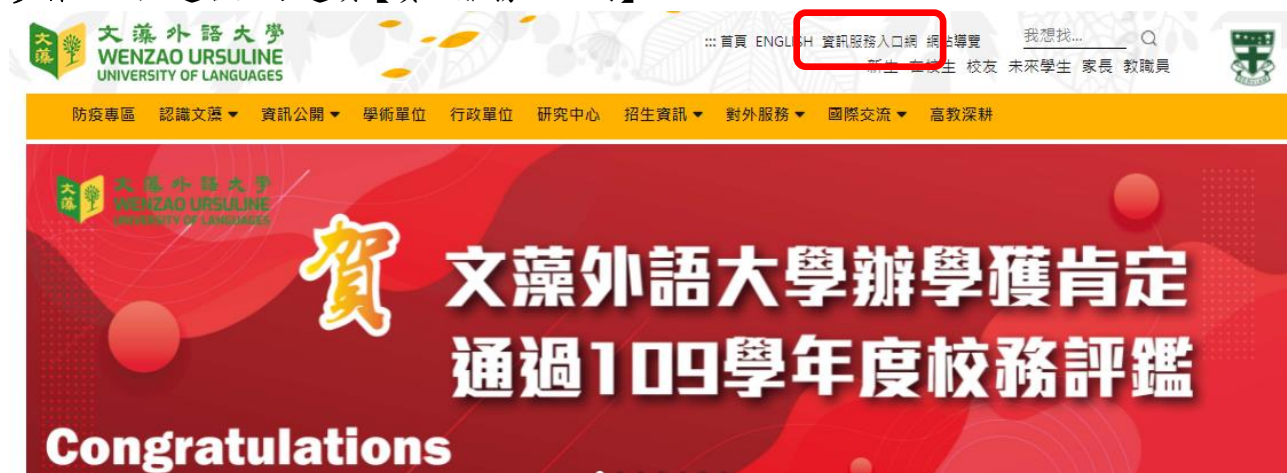 文藻外語大學
WENZAO URSULINE
UNIVERSITY OF LANGUAGES
文藻
::: 首頁 ENGLISH 資訊服務入口網 網站導覽 我想找...
新生 在校生 校友 未來學生 家長 教職員
防疫專區 認識文藻 資訊公開 學術單位 行政單位 研究中心 招生資訊 對外服務 國際交流 高教深耕
文藻外語大學
WENZAO URSULINE
UNIVERSITY OF LANGUAGES
文藻
賀
文藻外語大學辦學獲肯定
通過109學年度校務評鑑
Congratulations